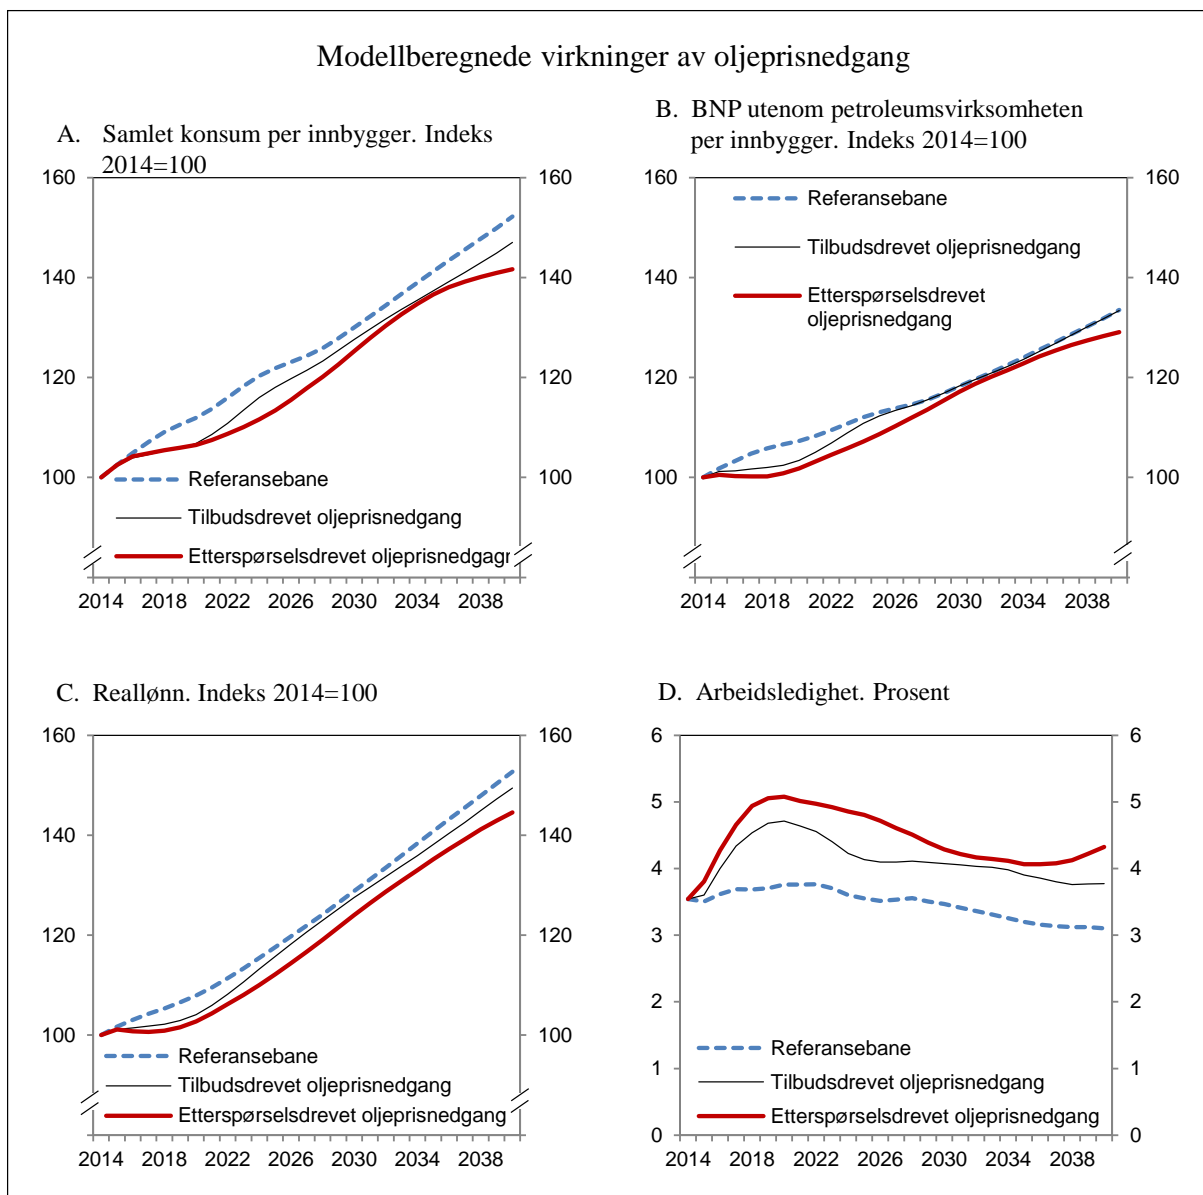 Modellberegnede virkninger av oljeprisnedgang
A. Samlet konsum per innbygger. Indeks
2014=100
160
140
120
100
160
140
120
100
Referansebane
Tilbudsdrevet oljeprisnedgang
Etterspørselsdrevet oljeprisnedgagr
2014 2018 2022 2026 2030 2034 2038
B. BNP utenom petroleumsvirksomheten
per innbygger. Indeks 2014=100
160
140
120
100
160
140
120
100
Referansebane
Tilbudsdrevet oljeprisnedgang
Etterspørselsdrevet
oljeprisnedgang
2014 2018 2022 2026 2030 2034 2038
C. Reallønn. Indeks 2014=100
160
140
120
100
160
140
120
100
Referansebane
Tilbudsdrevet oljeprisnedgang
Etterspørselsdrevet oljeprisnedgang
2014 2018 2022 2026 2030 2034 2038
D. Arbeidsledighet. Prosent
6
5
4
3
2
1
0
6
5
4
3
2
1
0
Referansebane
Tilbudsdrevet oljeprisnedgang
Etterspørselsdrevet oljeprisnedgang
2014 2018 2022 2026 2030 2034 2038